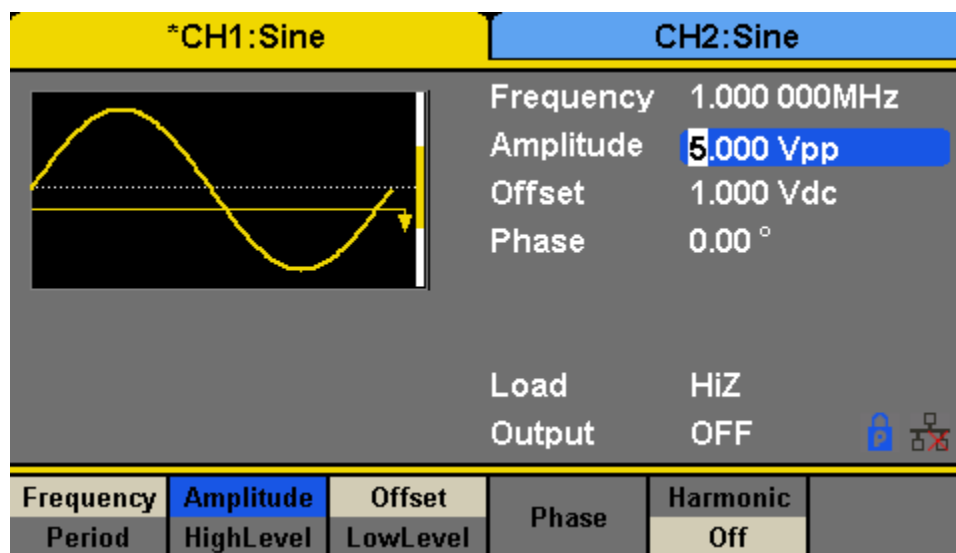 *CH1:Sine
CH2:Sine
Frequency 1.000 000MHz
Amplitude 5.000 Vpp
Offset 1.000 Vdc
Phase 0.00 °
Load HiZ
Output OFF
P
Frequency Amplitude Offset Phase Harmonic
Period HighLevel LowLevel Off